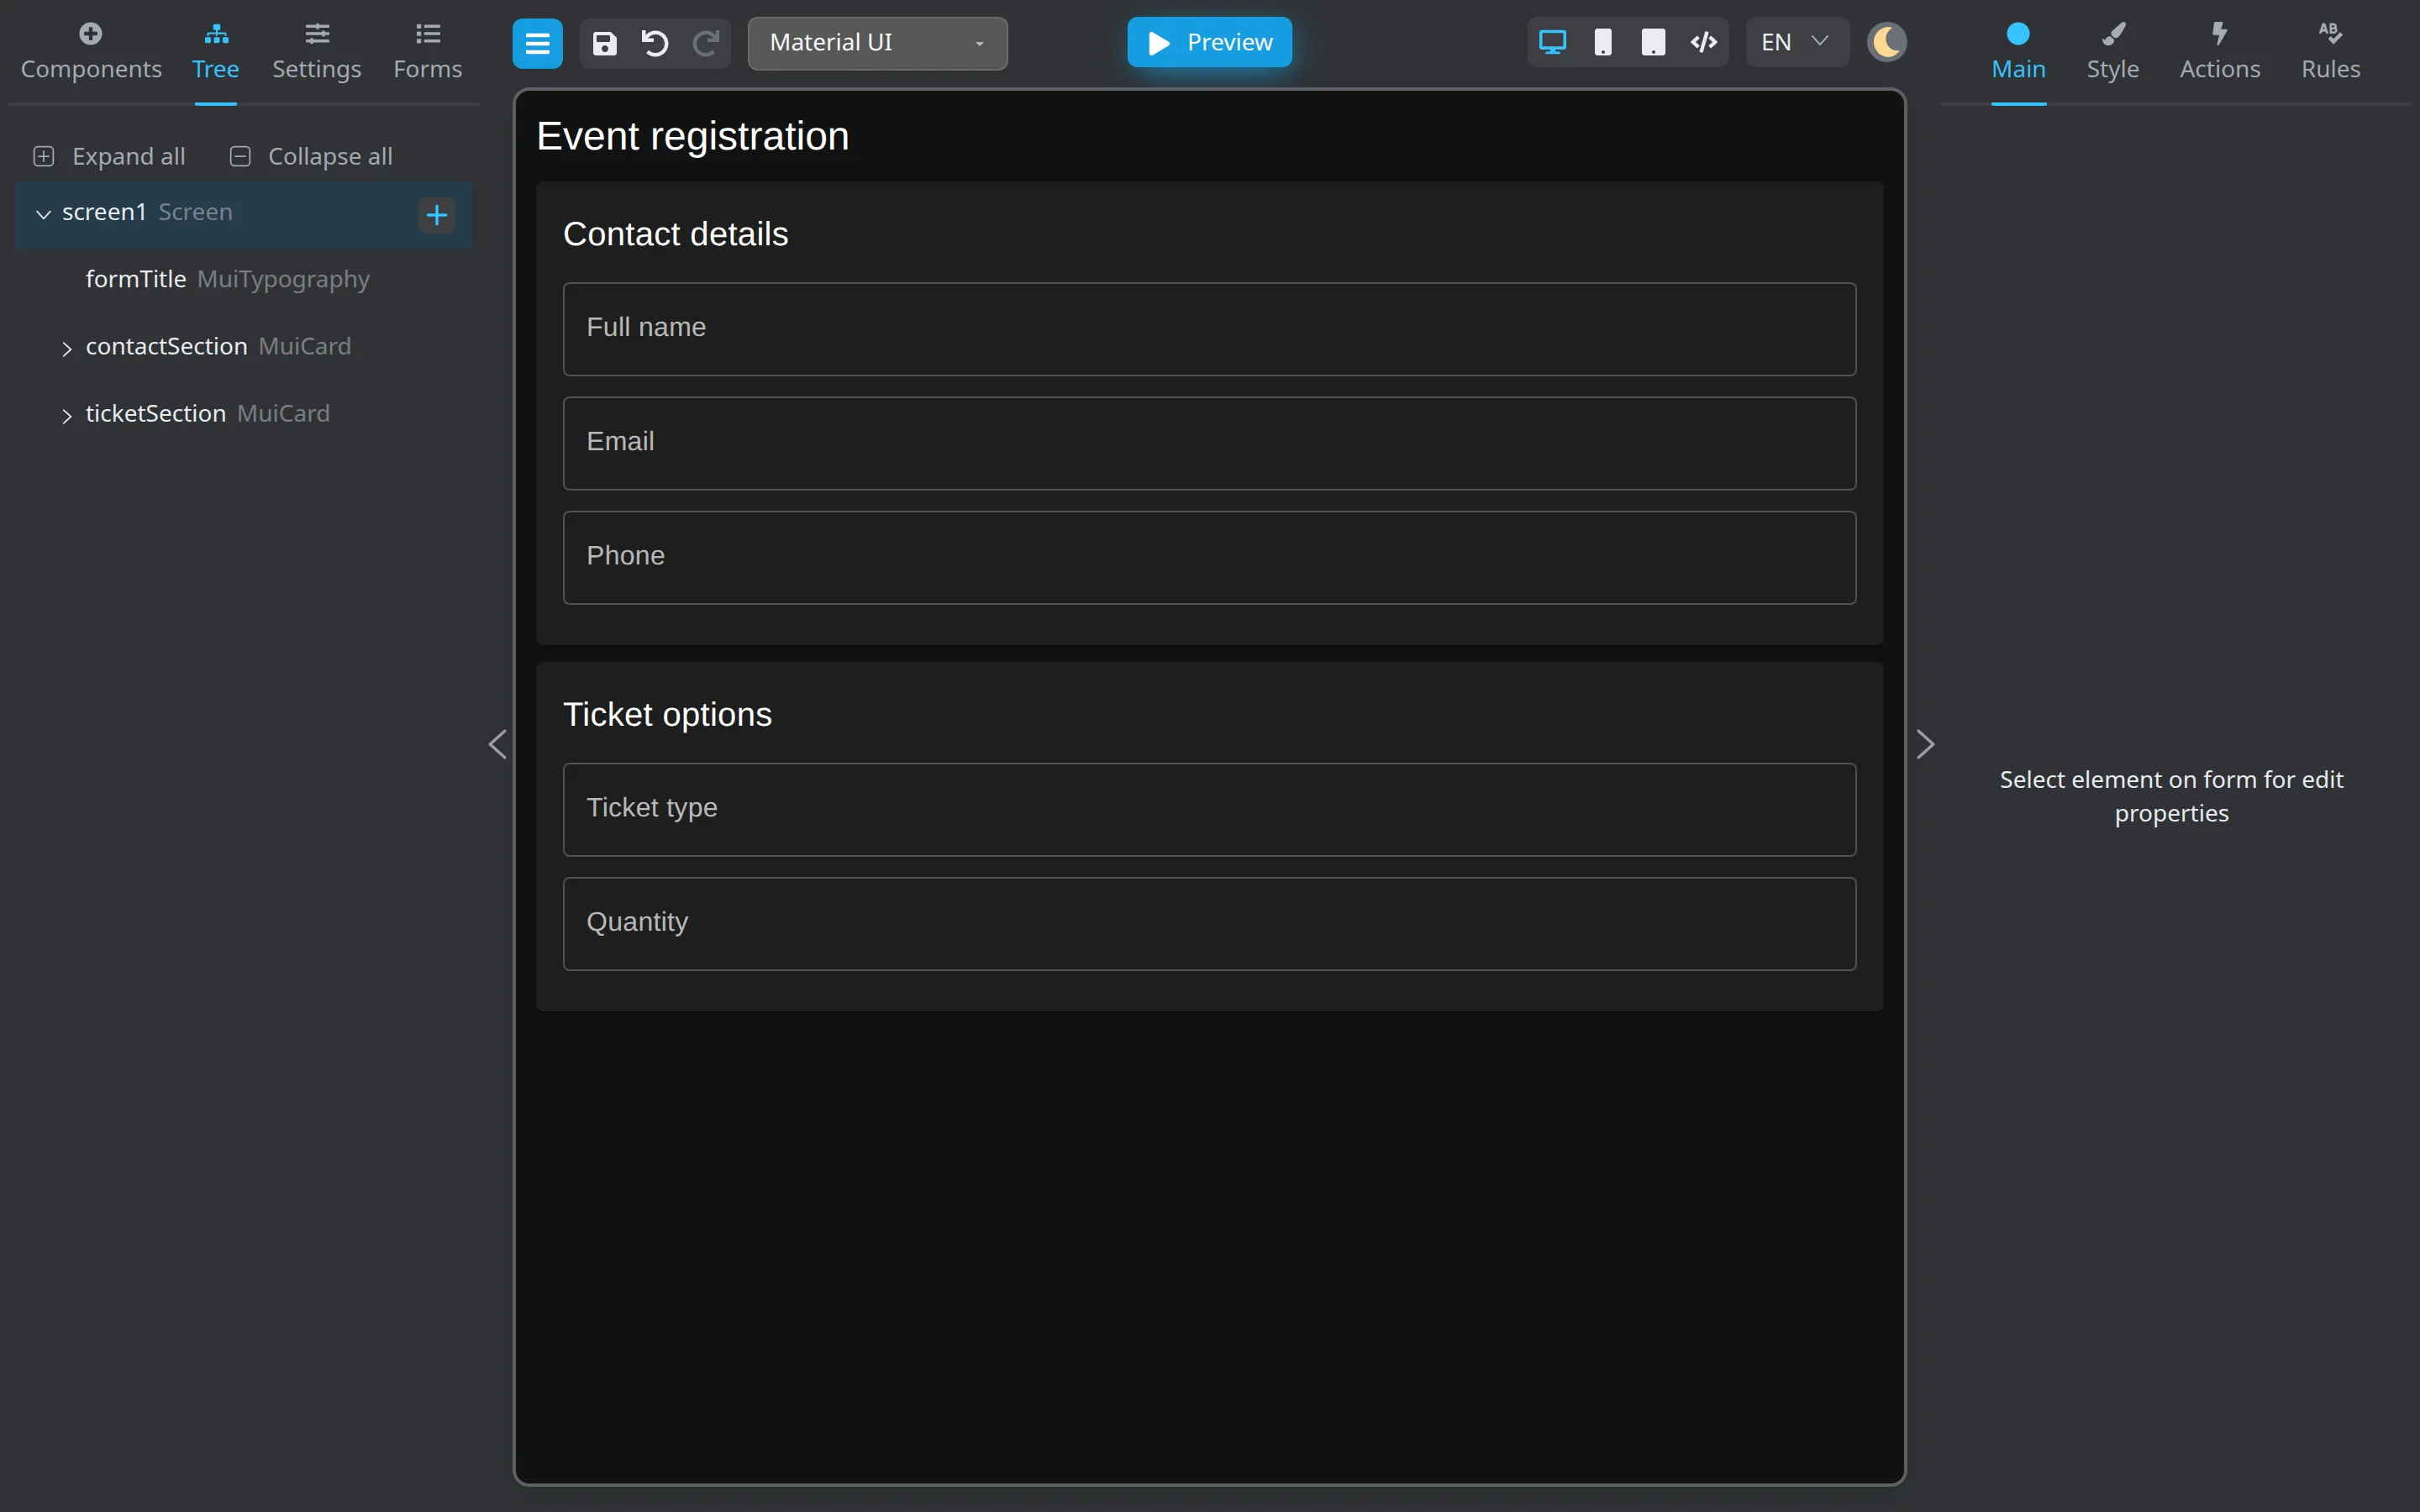 Components
Tree
Settings
Forms
Material UI
Preview
EN
Main
Style
Actions
AB
Rules
Expand all
Collapse all
screen1 Screen
formTitle MuiTypography
contactSection MuiCard
ticketSection MuiCard
Event registration
Contact details
Full name
Email
Phone
Ticket options
Ticket type
Quantity
Select element on form for edit
properties